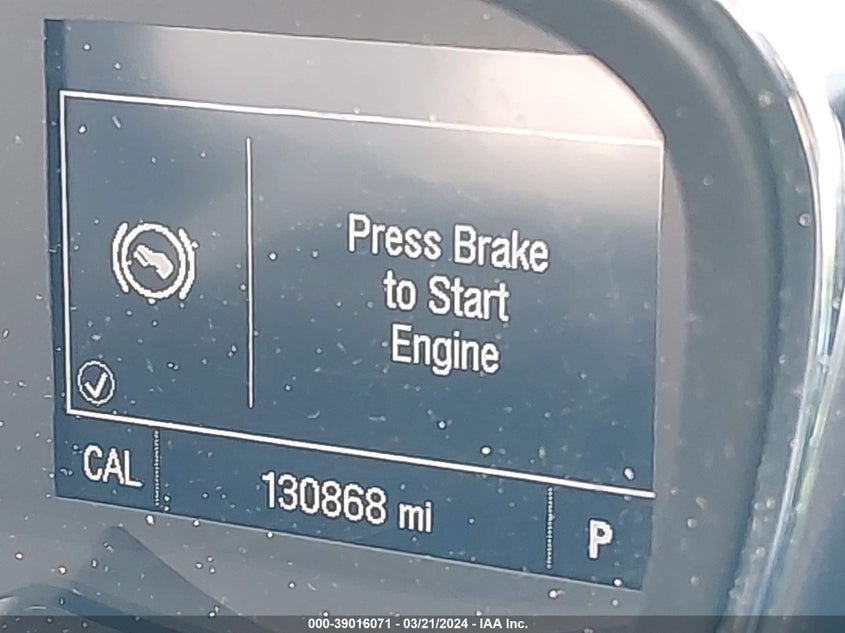 Press Brake
to Start
Engine
CAL 130868 mi P
000-39016071 - 03/21/2024 - IAA Inc.